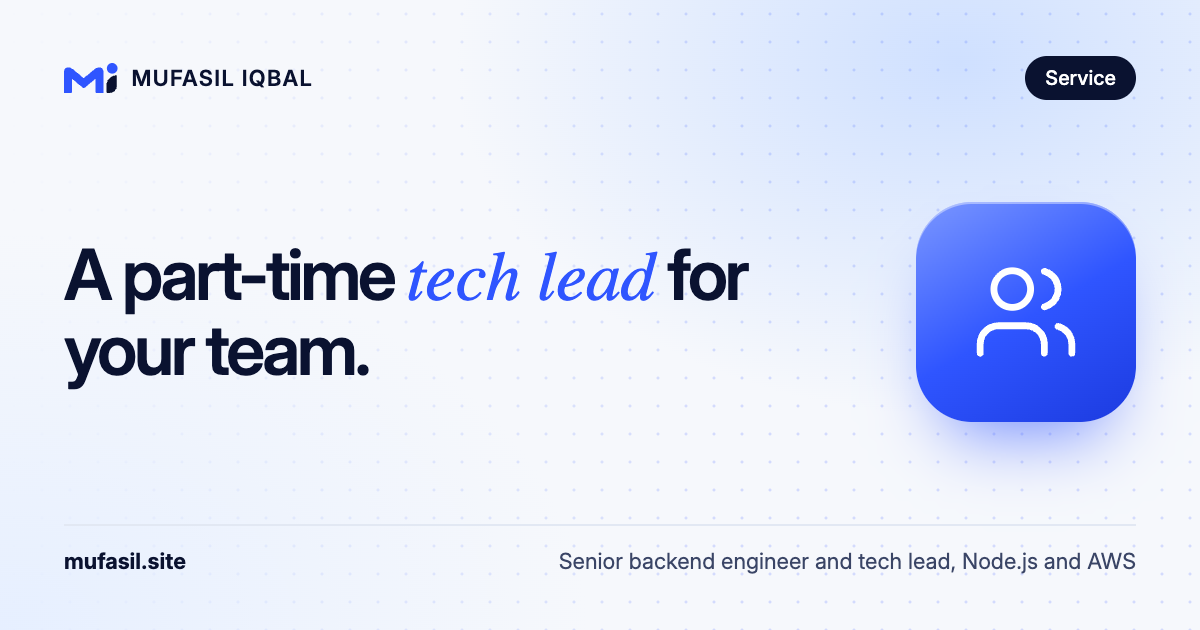 Mi MUFASIL IQBAL
Service
A part-time tech lead for
your team.
mufasil.site
Senior backend engineer and tech lead, Node.js and AWS